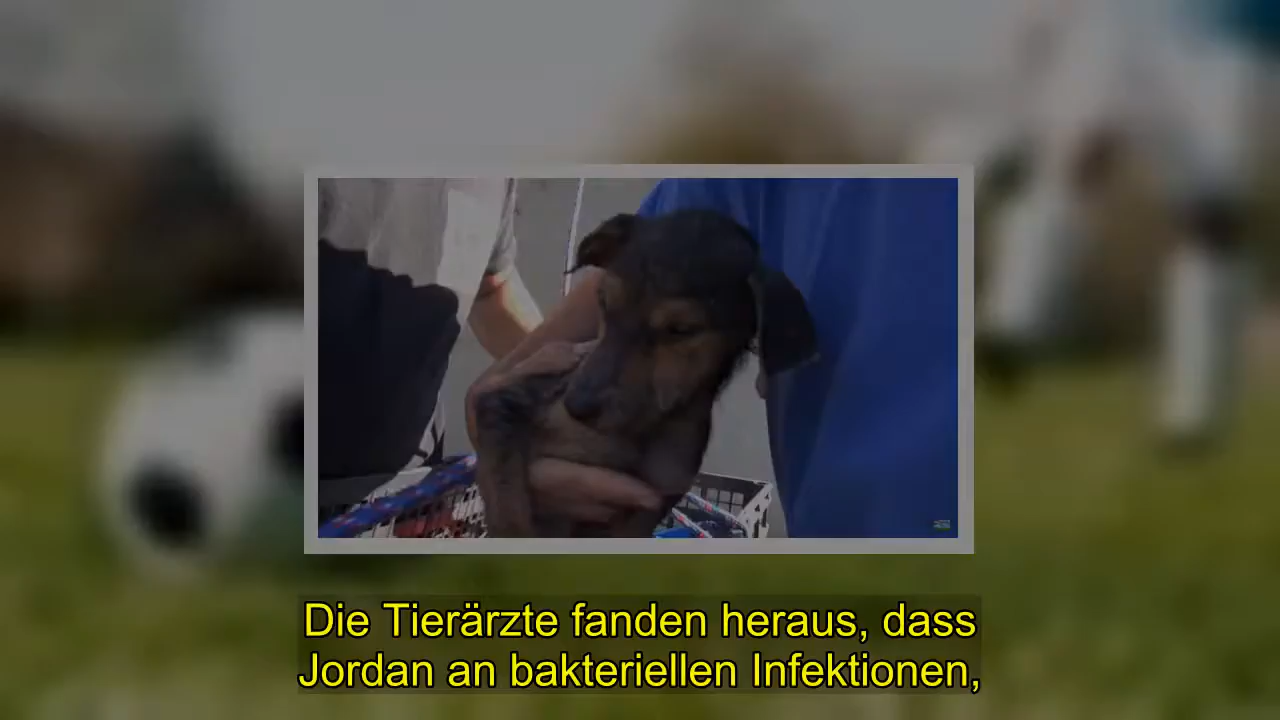 Die Tierärzte fanden heraus, dass
Jordan an bakteriellen Infektionen,